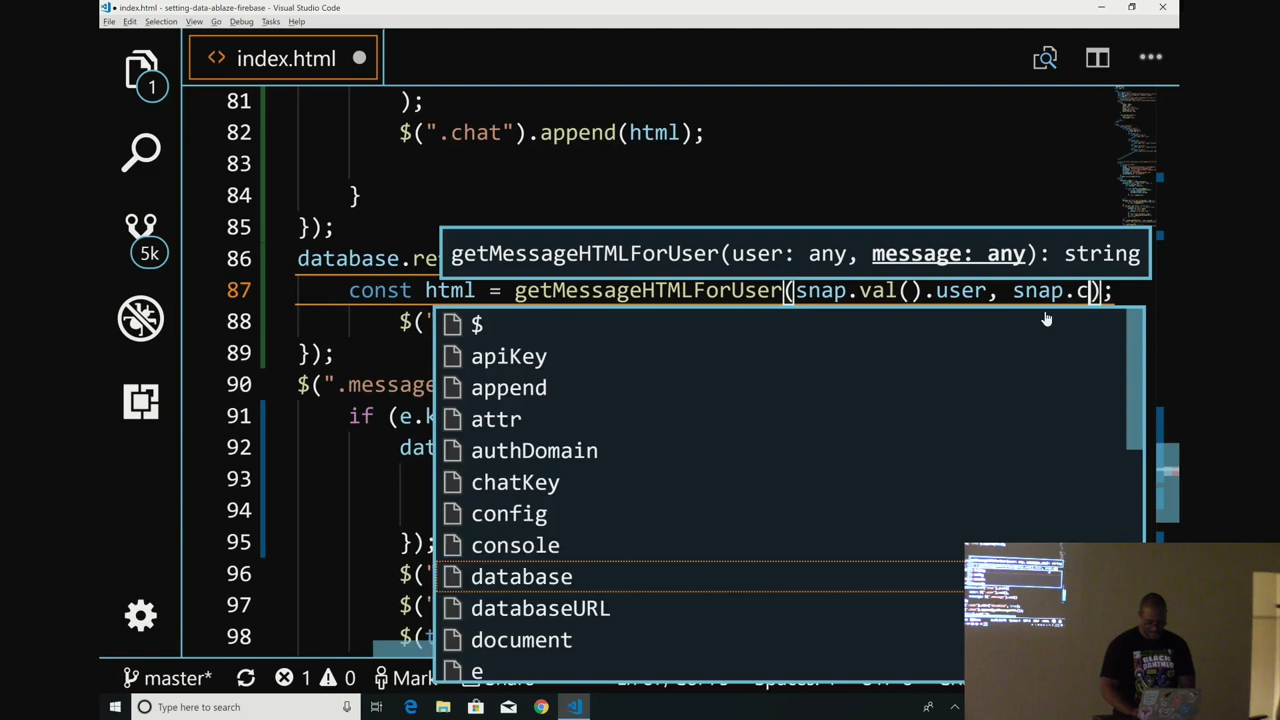 index.html - setting-data-ablaze-firebase - Visual Studio Code
File Edit Selection View Go Debug Tasks Help
<> index.html
1
5k
81 );
82 $(".chat").append(html);
83
84 }
85 });
86 database.re
getMessageHTMLForUser(user: any, message: any): string
87 const html = getMessageHTMLForUser(snap.val().user, snap.c);
88 $("
89 });
90 $(".message
91 if (e.k
92 dat
93
94
95 });
96 $("
97 $("
98 $(t
$
apiKey
append
attr
authDomain
chatKey
config
console
database
databaseURL
document
e
master* 1 0 Mark
Type here to search